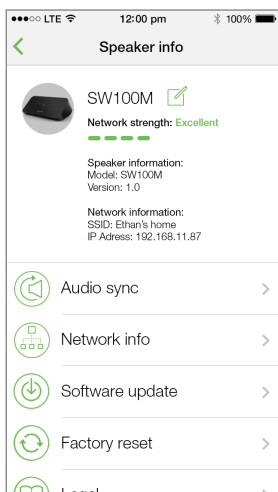 LTE 12:00 pm 100%
Speaker info
SW100M
Network strength: Excellent
Speaker information:
Model: SW100M
Version: 1.0
Network information:
SSID: Ethan's home
IP Adress: 192.168.11.87
Audio sync
Network info
Software update
Factory reset
Legal